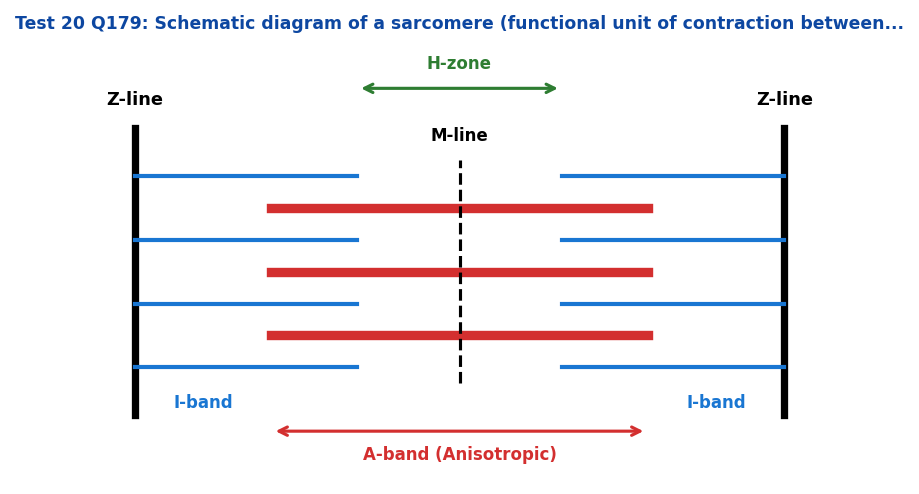 Test 20 Q179: Schematic diagram of a sarcomere (functional unit of contraction between...
H-zone
Z-line
Z-line
M-line
I-band
I-band
A-band (Anisotropic)